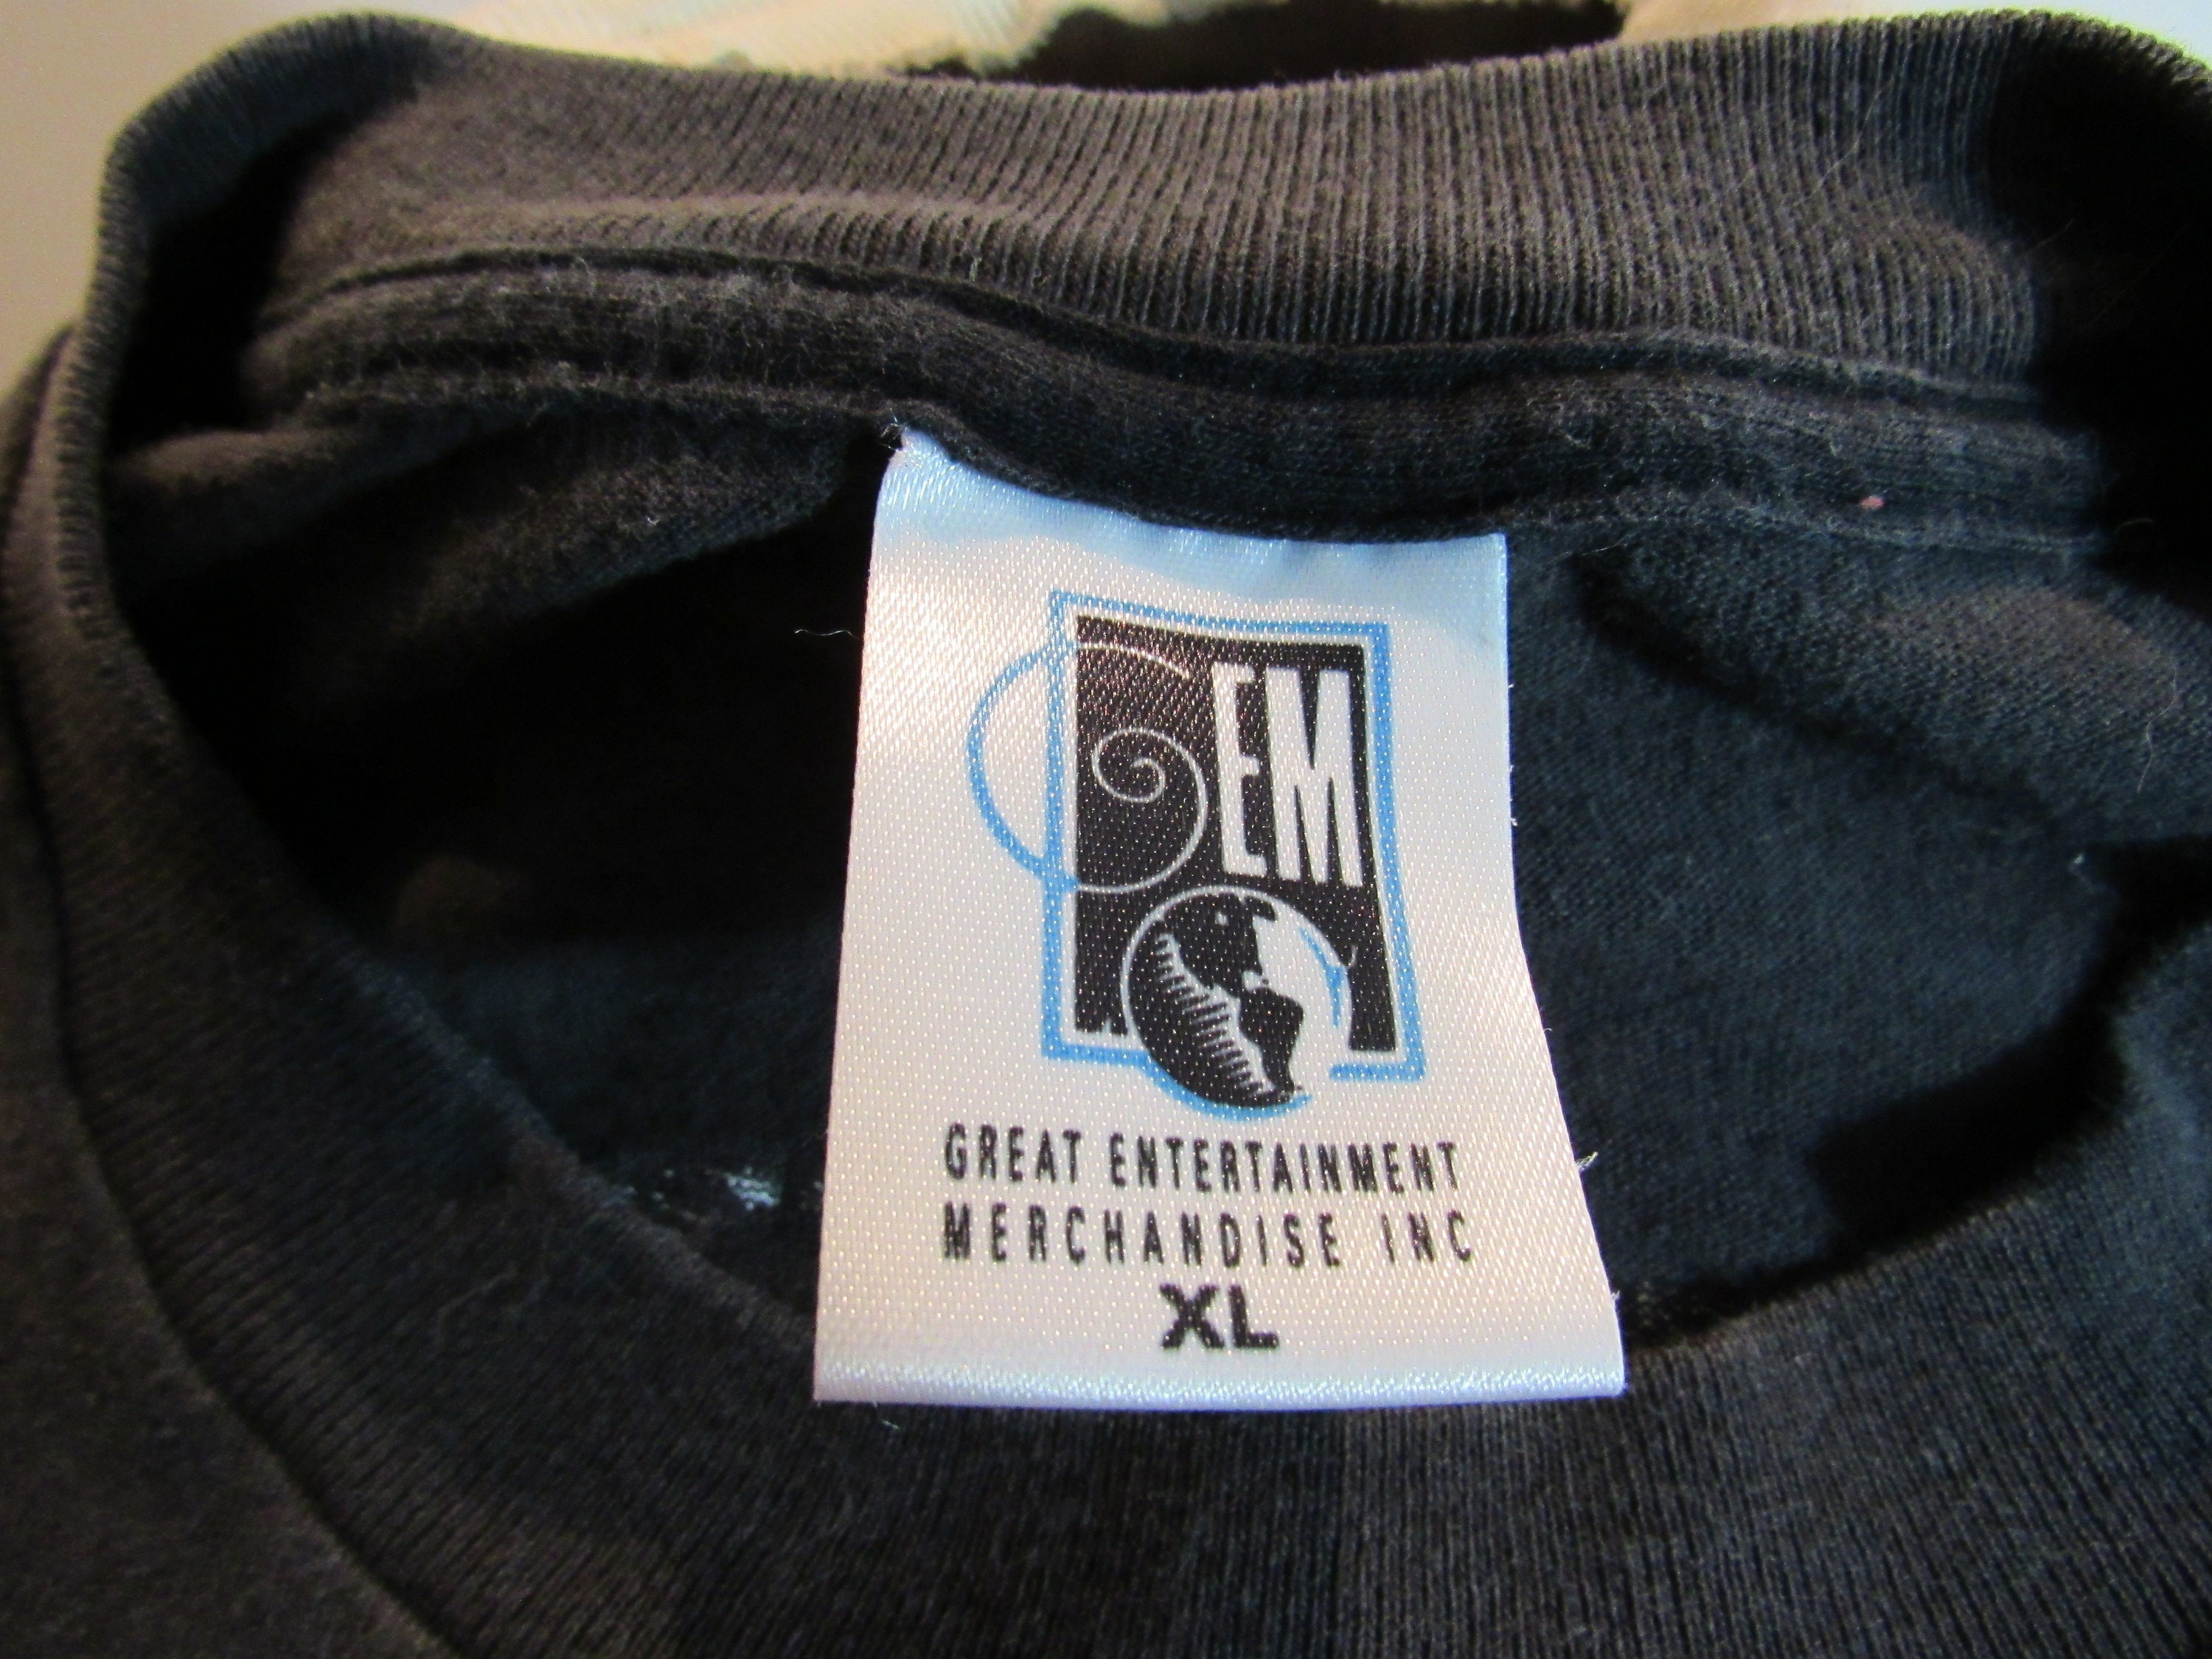 GEM
GREAT ENTERTAINMENT
MERCHANDISE INC
XL